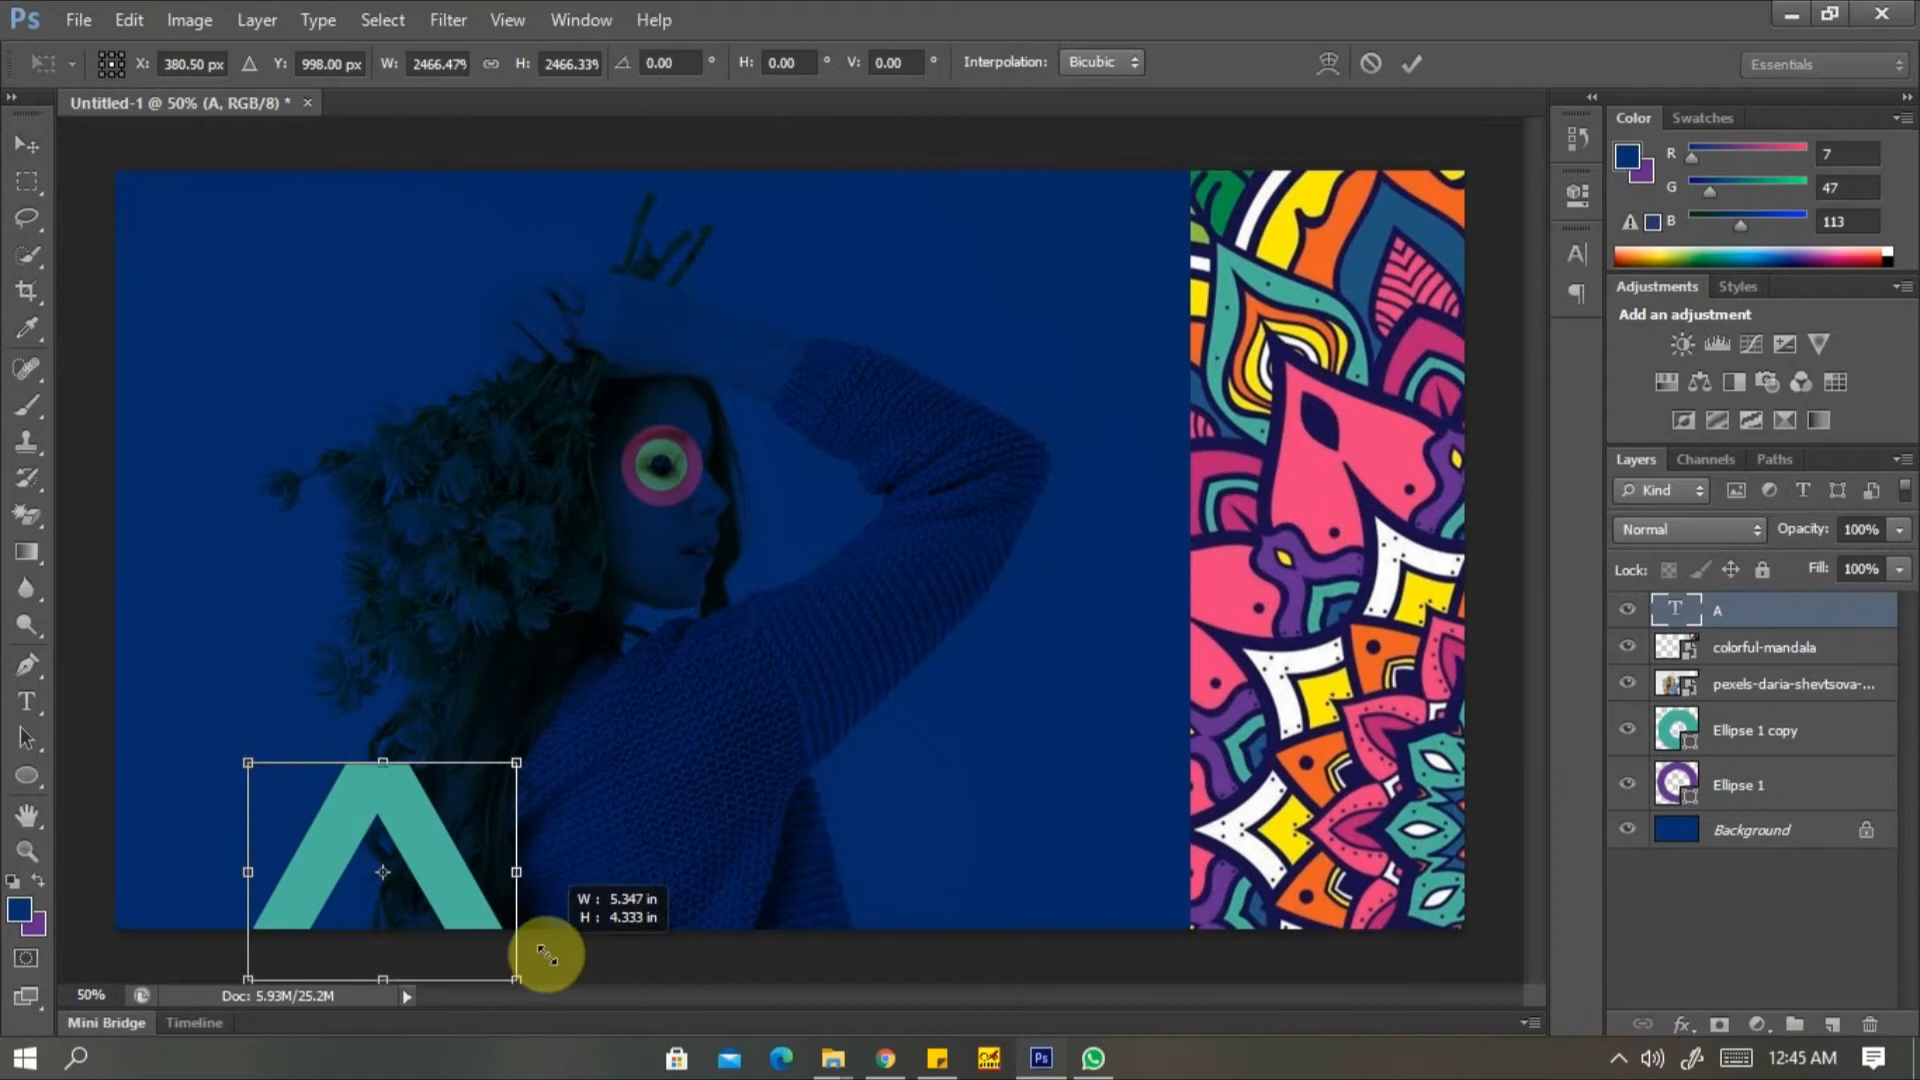 Ps File Edit Image Layer Type Select Filter View Window Help
X: 380.50 px Y: 998.00 px W: 2466.47% H: 2466.33% 0.00 ° H: 0.00 ° V: 0.00 ° Interpolation: Bicubic Essentials
Untitled-1 @ 50% (A, RGB/8) * ×
Color Swatches
R 7
G 47
B 113
Adjustments Styles
Add an adjustment
Layers Channels Paths
Kind
Normal Opacity: 100%
Lock: Fill: 100%
A
colorful-mandala
pexels-daria-shevtsova-...
Ellipse 1 copy
Ellipse 1
Background
A
W : 5.347 in
H : 4.333 in
50% Doc: 5.93M/25.2M
Mini Bridge Timeline
Ps
12:45 AM